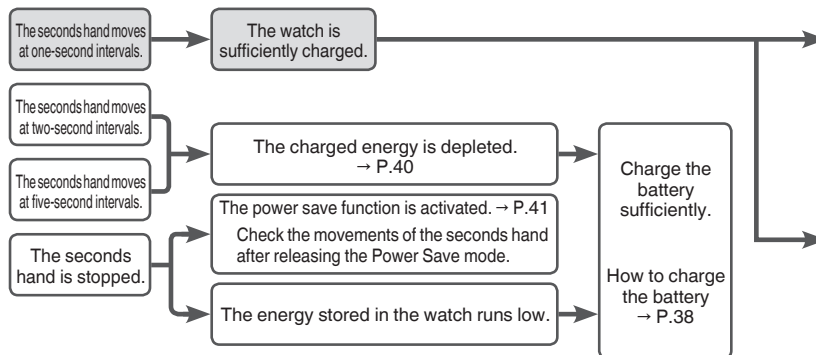 The seconds hand moves
at one-second intervals.
The watch is
sufficiently charged.
The seconds hand moves
at two-second intervals.
The seconds hand moves
at five-second intervals.
The charged energy is depleted.
→ P.40
The power save function is activated. → P.41
Check the movements of the seconds hand
after releasing the Power Save mode.
The seconds
hand is stopped.
The energy stored in the watch runs low.
Charge the
battery
sufficiently.
How to charge
the battery
→ P.38